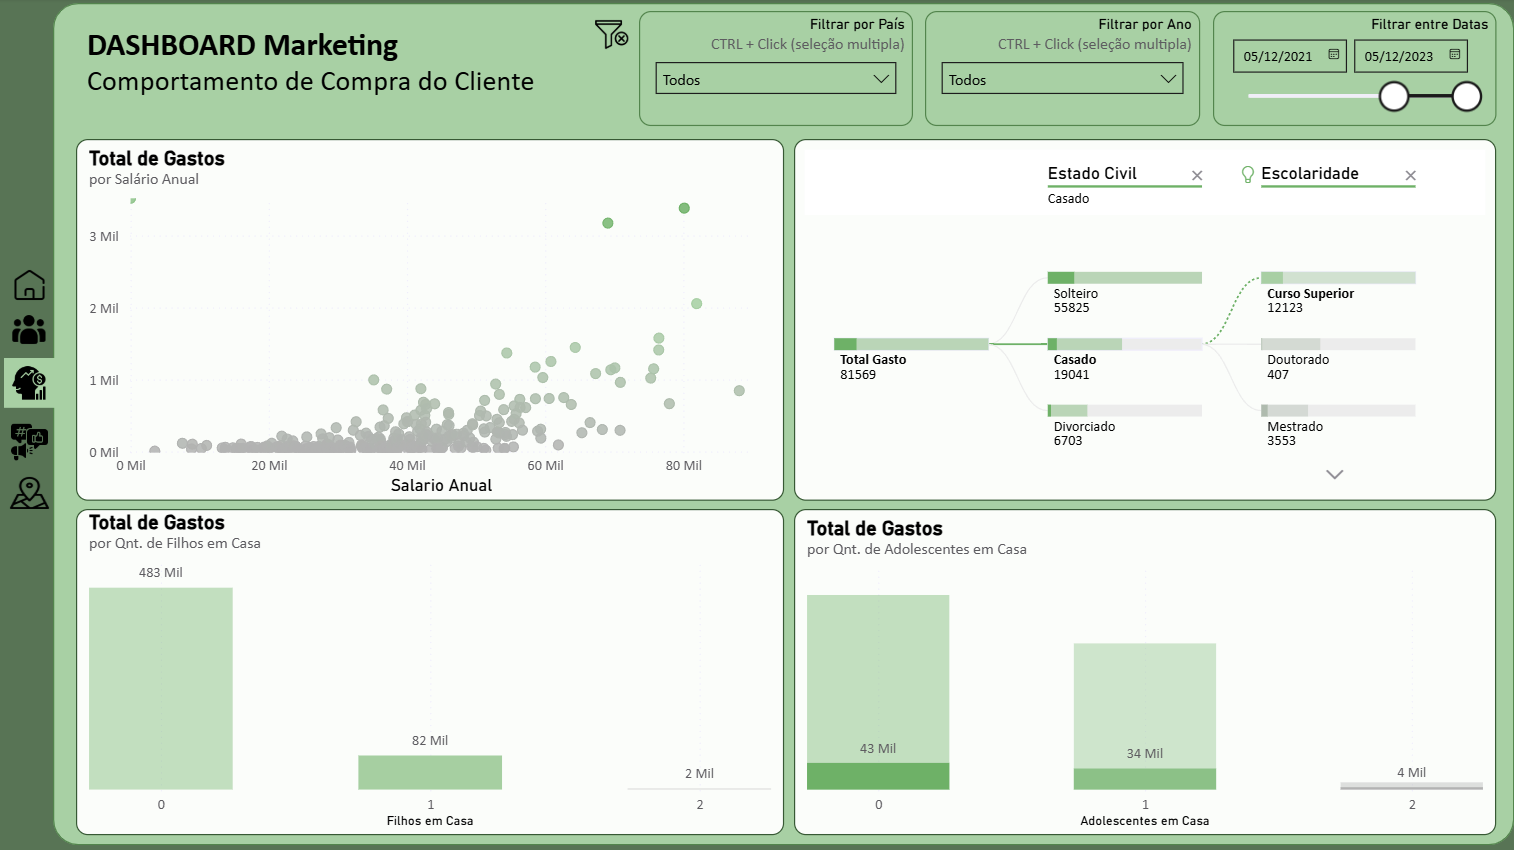 DASHBOARD Marketing
Comportamento de Compra do Cliente
Filtrar por País
CTRL + Click (seleção multipla)
Todos
Filtrar por Ano
CTRL + Click (seleção multipla)
Todos
Filtrar entre Datas
05/12/2021
05/12/2023
Total de Gastos
por Salário Anual
3 Mil
2 Mil
1 Mil
0 Mil
0 Mil
20 Mil
40 Mil
60 Mil
80 Mil
Salario Anual
Estado Civil
Casado
Escolaridade
Total Gasto
81569
Solteiro
55825
Casado
19041
Divorciado
6703
Curso Superior
12123
Doutorado
407
Mestrado
3553
Total de Gastos
por Qnt. de Filhos em Casa
483 Mil
82 Mil
2 Mil
0
1
2
Filhos em Casa
Total de Gastos
por Qnt. de Adolescentes em Casa
43 Mil
34 Mil
4 Mil
0
1
2
Adolescentes em Casa